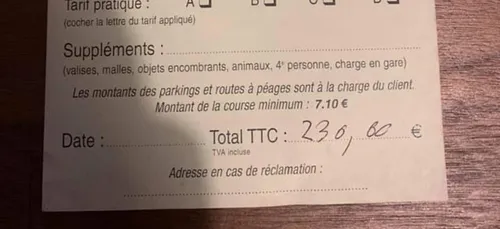 Tarif pratiqué : A B C D
(cocher la lettre du tarif appliqué)
Suppléments :
(valises, malles, objets encombrants, animaux, 4e personne, charge en gare)
Les montants des parkings et routes à péages sont à la charge du client.
Montant de la course minimum : 7.10 €
Date : Total TTC : 230,00 €
TVA incluse
Adresse en cas de réclamation :